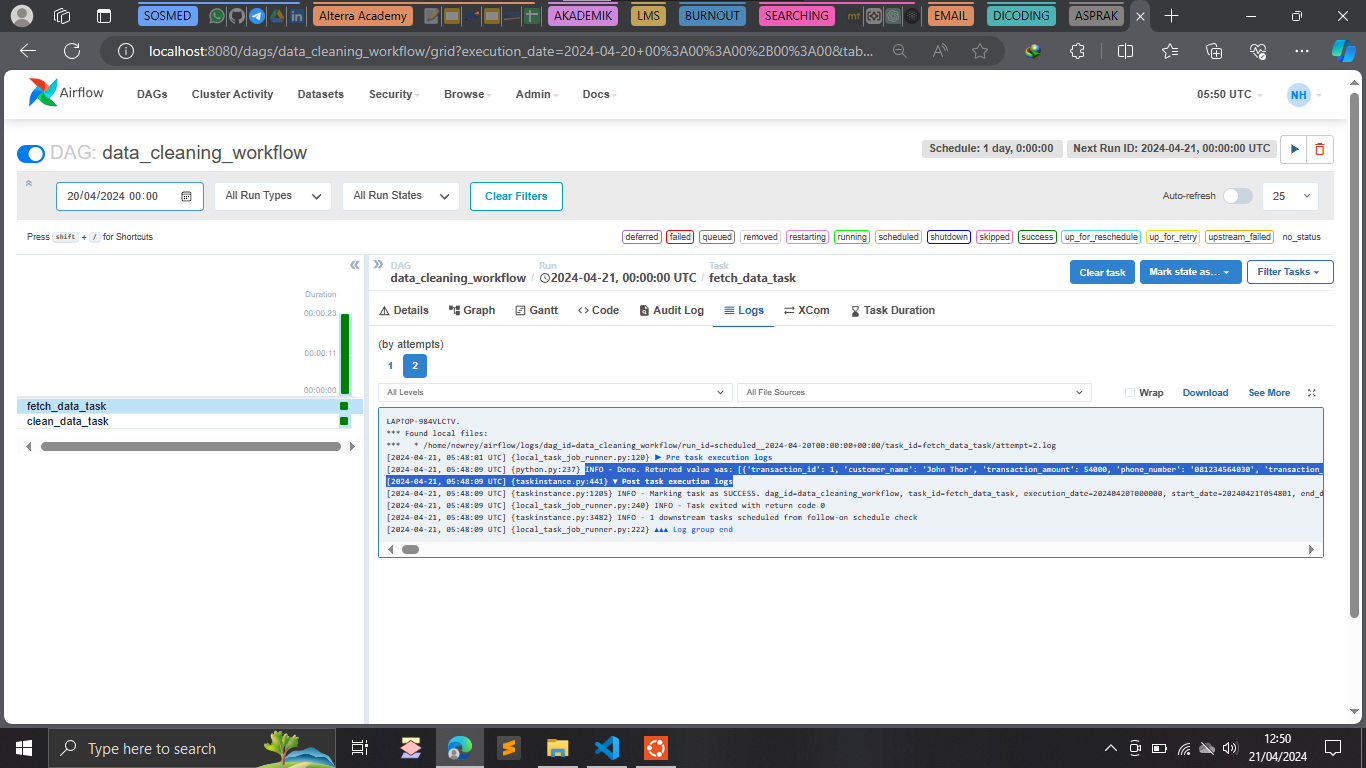 SOSMED
Alterra Academy
AKADEMIK
LMS
BURNOUT
SEARCHING
mt
EMAIL
DICODING
ASPRAK
localhost:8080/dags/data_cleaning_workflow/grid?execution_date=2024-04-20+00%3A00%3A00%2B00%3A00&tab...
Airflow
DAGs
Cluster Activity
Datasets
Security
Browse
Admin
Docs
05:50 UTC
NH
DAG: data_cleaning_workflow
Schedule: 1 day, 0:00:00
Next Run ID: 2024-04-21, 00:00:00 UTC
20/04/2024 00:00
All Run Types
All Run States
Clear Filters
Auto-refresh
25
Press shift + / for Shortcuts
deferred
failed
queued
removed
restarting
running
scheduled
shutdown
skipped
success
up_for_reschedule
up_for_retry
upstream_failed
no_status
Duration
00:00:23
00:00:11
00:00:00
fetch_data_task
clean_data_task
DAG
data_cleaning_workflow
/
Run
2024-04-21, 00:00:00 UTC
/
Task
fetch_data_task
Clear task
Mark state as...
Filter Tasks
Details
Graph
Gantt
Code
Audit Log
Logs
XCom
Task Duration
(by attempts)
1
2
All Levels
All File Sources
Wrap
Download
See More
LAPTOP-984VLCTV.
*** Found local files:
***   * /home/newrey/airflow/logs/dag_id=data_cleaning_workflow/run_id=scheduled__2024-04-20T00:00:00+00:00/task_id=fetch_data_task/attempt=2.log
[2024-04-21, 05:48:01 UTC] {local_task_job_runner.py:120} ▶ Pre task execution logs
[2024-04-21, 05:48:09 UTC] {python.py:237} INFO - Done. Returned value was: [{'transaction_id': 1, 'customer_name': 'John Thor', 'transaction_amount': 54000, 'phone_number': '081234564030', 'transaction_
[2024-04-21, 05:48:09 UTC] {taskinstance.py:441} ▼ Post task execution logs
[2024-04-21, 05:48:09 UTC] {taskinstance.py:1205} INFO - Marking task as SUCCESS. dag_id=data_cleaning_workflow, task_id=fetch_data_task, execution_date=20240420T000000, start_date=20240421T054801, end_d
[2024-04-21, 05:48:09 UTC] {local_task_job_runner.py:240} INFO - Task exited with return code 0
[2024-04-21, 05:48:09 UTC] {taskinstance.py:3482} INFO - 1 downstream tasks scheduled from follow-on schedule check
[2024-04-21, 05:48:09 UTC] {local_task_job_runner.py:222} ▲▲▲ Log group end
Type here to search
12:50
21/04/2024